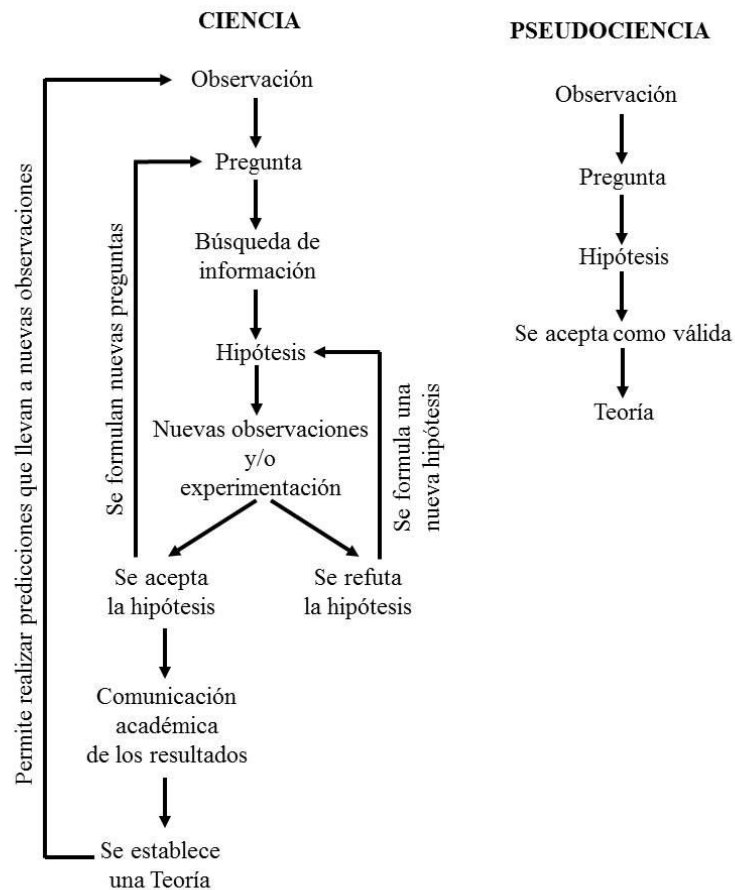 CIENCIA
Observación
Pregunta
Búsqueda de
información
Hipótesis
Nuevas observaciones
y/o
experimentación
Se acepta
la hipótesis
Se refuta
la hipótesis
Comunicación
académica
de los resultados
Se establece
una Teoría
Permite realizar predicciones que llevan a nuevas observaciones
Se formulan nuevas preguntas
Se formula una
nueva hipótesis
PSEUDOCIENCIA
Observación
Pregunta
Hipótesis
Se acepta como válida
Teoría